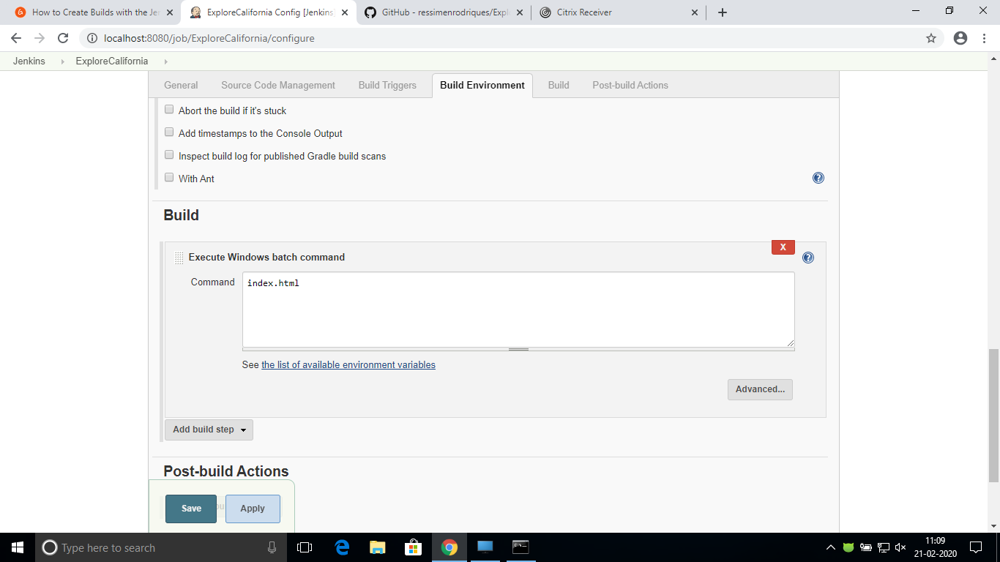 How to Create Builds with the Jen
ExploreCalifornia Config [Jenkins]
GitHub - ressimenrodriques/Expl
Citrix Receiver
localhost:8080/job/ExploreCalifornia/configure
Jenkins
ExploreCalifornia
General
Source Code Management
Build Triggers
Build Environment
Build
Post-build Actions
Abort the build if it's stuck
Add timestamps to the Console Output
Inspect build log for published Gradle build scans
With Ant
Build
X
Execute Windows batch command
Command
index.html
See the list of available environment variables
Advanced...
Add build step
Post-build Actions
Save
Apply
Type here to search
11:09
21-02-2020